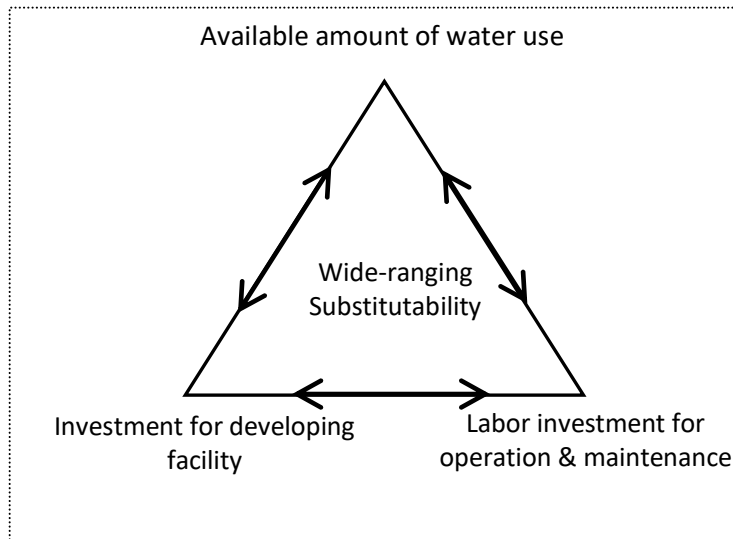 Available amount of water use
Wide-ranging
Substitutability
Investment for developing
facility
Labor investment for
operation & maintenance